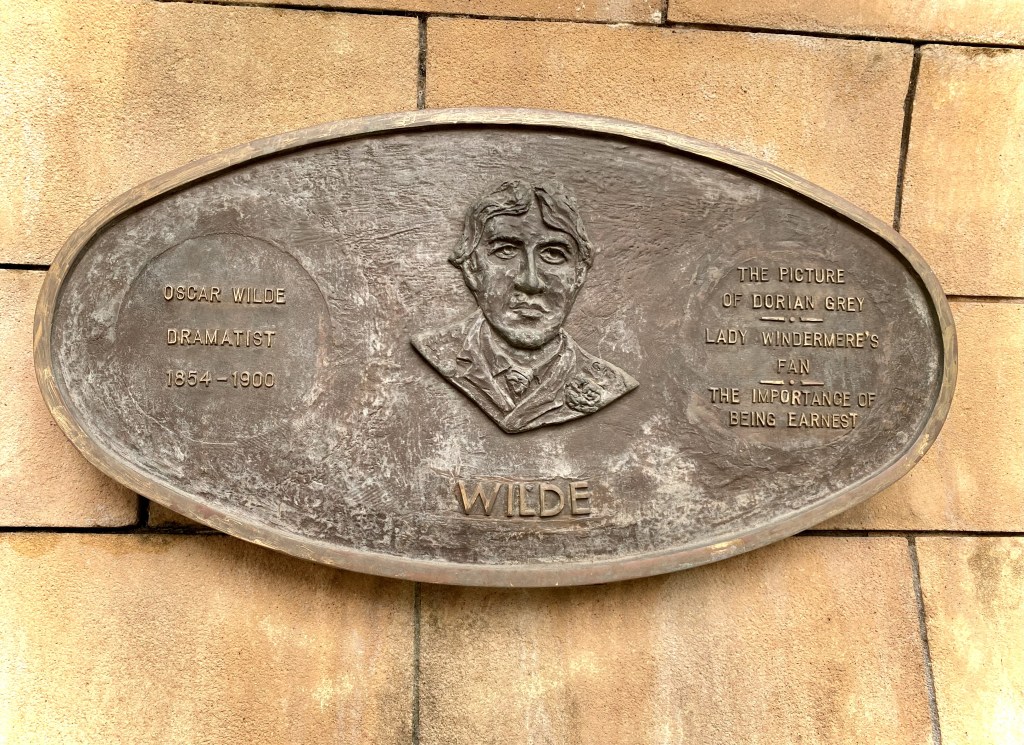 OSCAR WILDE
DRAMATIST
1854-1900
THE PICTURE
OF DORIAN GREY
LADY WINDERMERE'S
FAN
THE IMPORTANCE OF
BEING EARNEST
WILDE